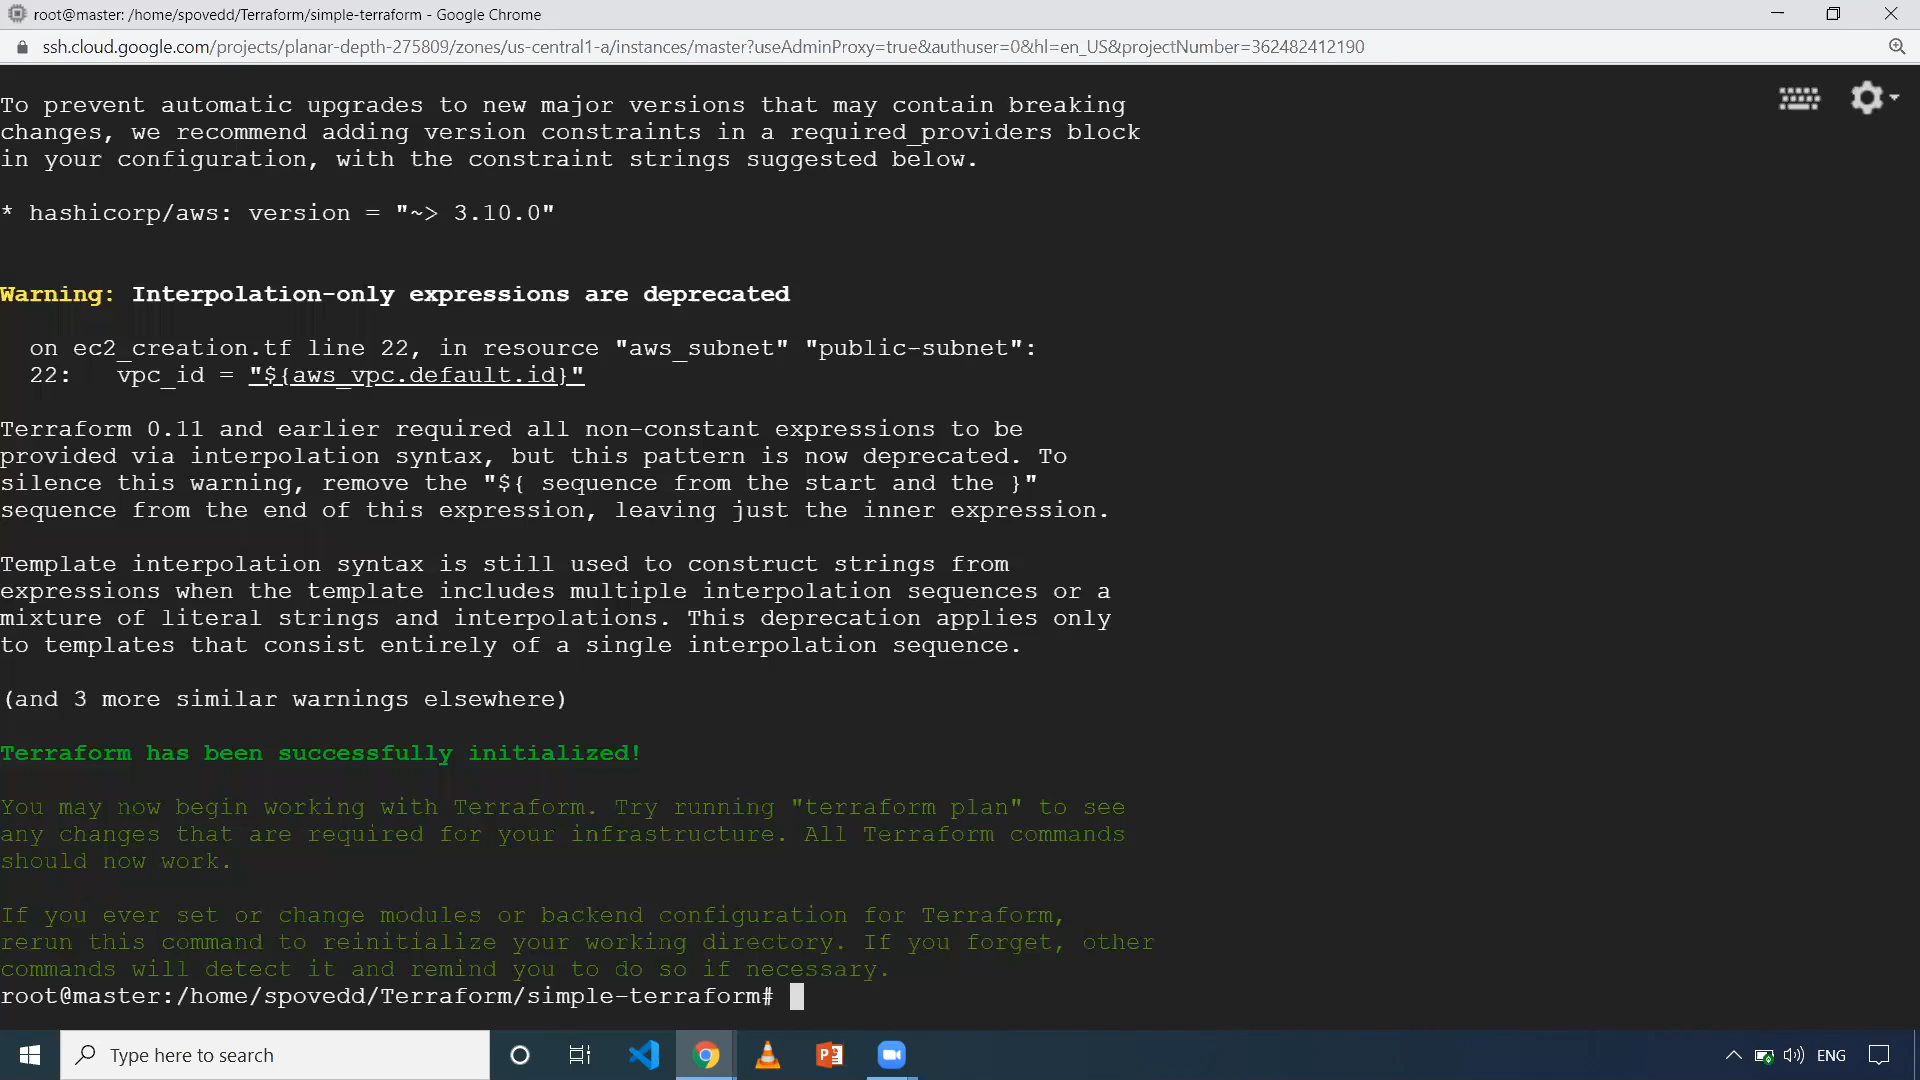 root@master: /home/spovedd/Terraform/simple-terraform - Google Chrome
ssh.cloud.google.com/projects/planar-depth-275809/zones/us-central1-a/instances/master?useAdminProxy=true&authuser=0&hl=en_US&projectNumber=362482412190
To prevent automatic upgrades to new major versions that may contain breaking
changes, we recommend adding version constraints in a required_providers block
in your configuration, with the constraint strings suggested below.
* hashicorp/aws: version = "~> 3.10.0"
Warning: Interpolation-only expressions are deprecated
on ec2_creation.tf line 22, in resource "aws_subnet" "public-subnet":
22:   vpc_id = "${aws_vpc.default.id}"
Terraform 0.11 and earlier required all non-constant expressions to be
provided via interpolation syntax, but this pattern is now deprecated. To
silence this warning, remove the "${ sequence from the start and the }"
sequence from the end of this expression, leaving just the inner expression.
Template interpolation syntax is still used to construct strings from
expressions when the template includes multiple interpolation sequences or a
mixture of literal strings and interpolations. This deprecation applies only
to templates that consist entirely of a single interpolation sequence.
(and 3 more similar warnings elsewhere)
Terraform has been successfully initialized!
You may now begin working with Terraform. Try running "terraform plan" to see
any changes that are required for your infrastructure. All Terraform commands
should now work.
If you ever set or change modules or backend configuration for Terraform,
rerun this command to reinitialize your working directory. If you forget, other
commands will detect it and remind you to do so if necessary.
root@master:/home/spovedd/Terraform/simple-terraform#
Type here to search
ENG